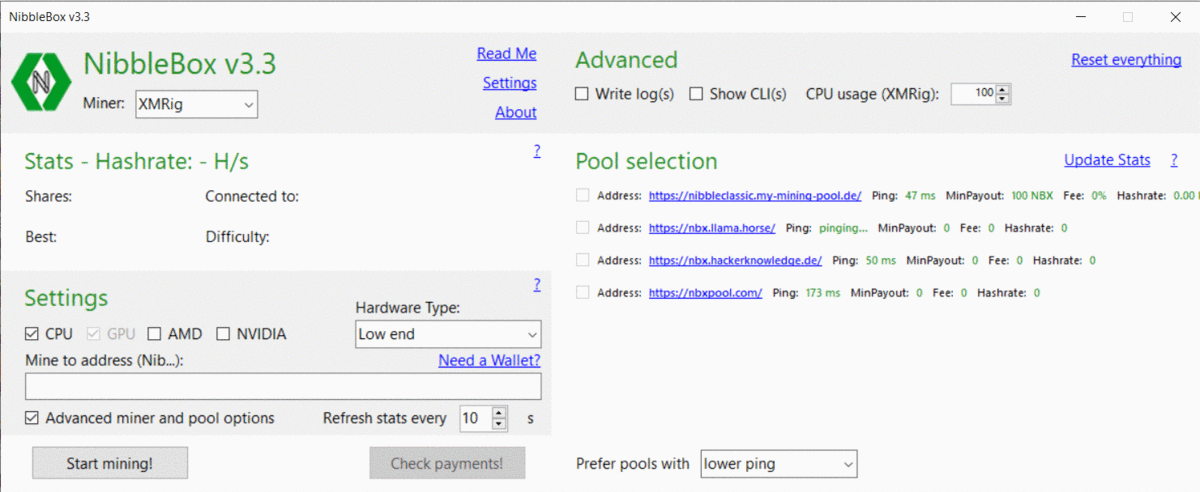 NibbleBox v3.3
NibbleBox v3.3
Miner: XMRig
Read Me
Settings
About
Advanced
Reset everything
Write log(s) Show CLI(s) CPU usage (XMRig): 100
Stats - Hashrate: - H/s ?
Shares: Connected to:
Best: Difficulty:
Settings ?
Hardware Type:
CPU GPU AMD NVIDIA Low end
Mine to address (Nib...): Need a Wallet?
Advanced miner and pool options Refresh stats every 10 s
Start mining! Check payments!
Pool selection Update Stats ?
Address: https://nibbleclassic.my-mining-pool.de/ Ping: 47 ms MinPayout: 100 NBX Fee: 0% Hashrate: 0.00
Address: https://nbx.llama.horse/ Ping: pinging... MinPayout: 0 Fee: 0 Hashrate: 0
Address: https://nbx.hackerknowledge.de/ Ping: 50 ms MinPayout: 0 Fee: 0 Hashrate: 0
Address: https://nbxpool.com/ Ping: 173 ms MinPayout: 0 Fee: 0 Hashrate: 0
Prefer pools with lower ping